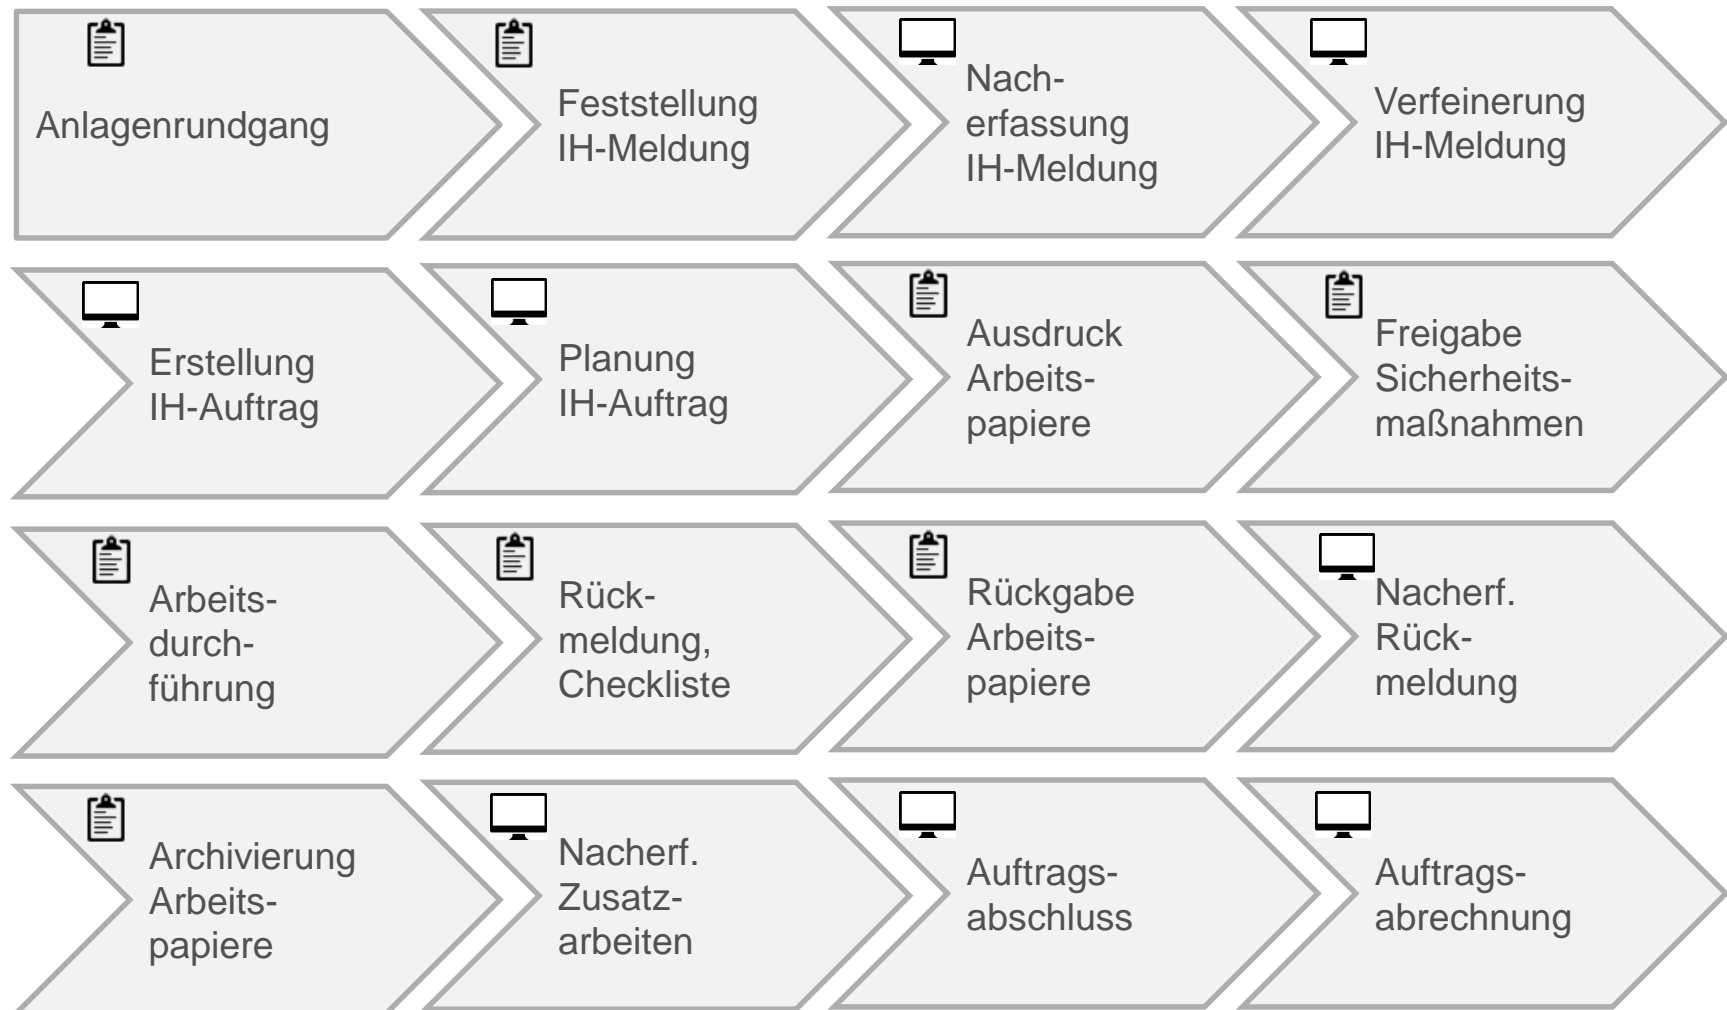 Anlagenrundgang
Feststellung
IH-Meldung
Nach-
erfassung
IH-Meldung
Verfeinerung
IH-Meldung
Erstellung
IH-Auftrag
Planung
IH-Auftrag
Ausdruck
Arbeits-
papiere
Freigabe
Sicherheits-
maßnahmen
Arbeits-
durch-
führung
Rück-
meldung,
Checkliste
Rückgabe
Arbeits-
papiere
Nacherf.
Rück-
meldung
Archivierung
Arbeits-
papiere
Nacherf.
Zusatz-
arbeiten
Auftrags-
abschluss
Auftrags-
abrechnung